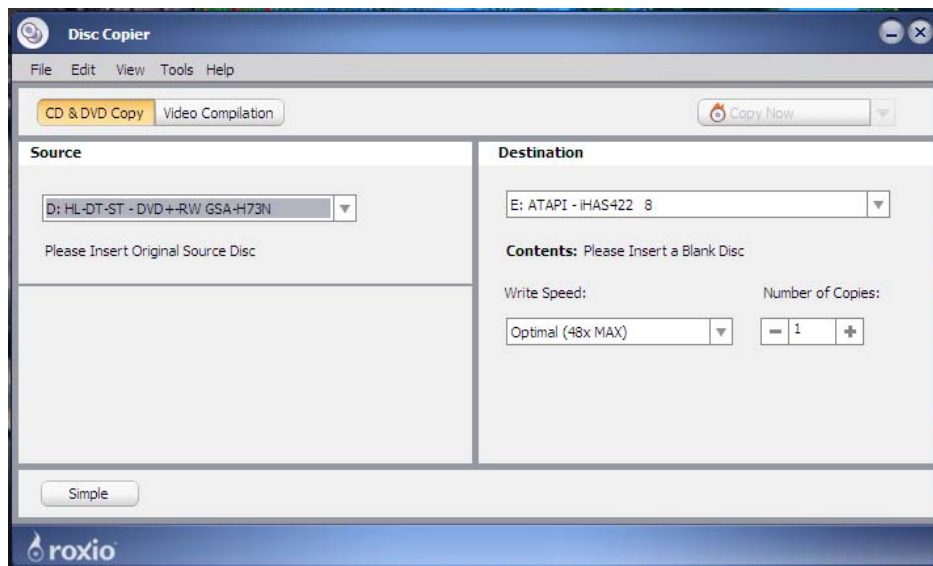 Disc Copier
File Edit View Tools Help
CD & DVD Copy Video Compilation Copy Now
Source
D: HL-DT-ST - DVD+-RW GSA-H73N
Please Insert Original Source Disc
Destination
E: ATAPI - iHAS422 8
Contents: Please Insert a Blank Disc
Write Speed: Number of Copies:
Optimal (48x MAX) 1
Simple
roxio